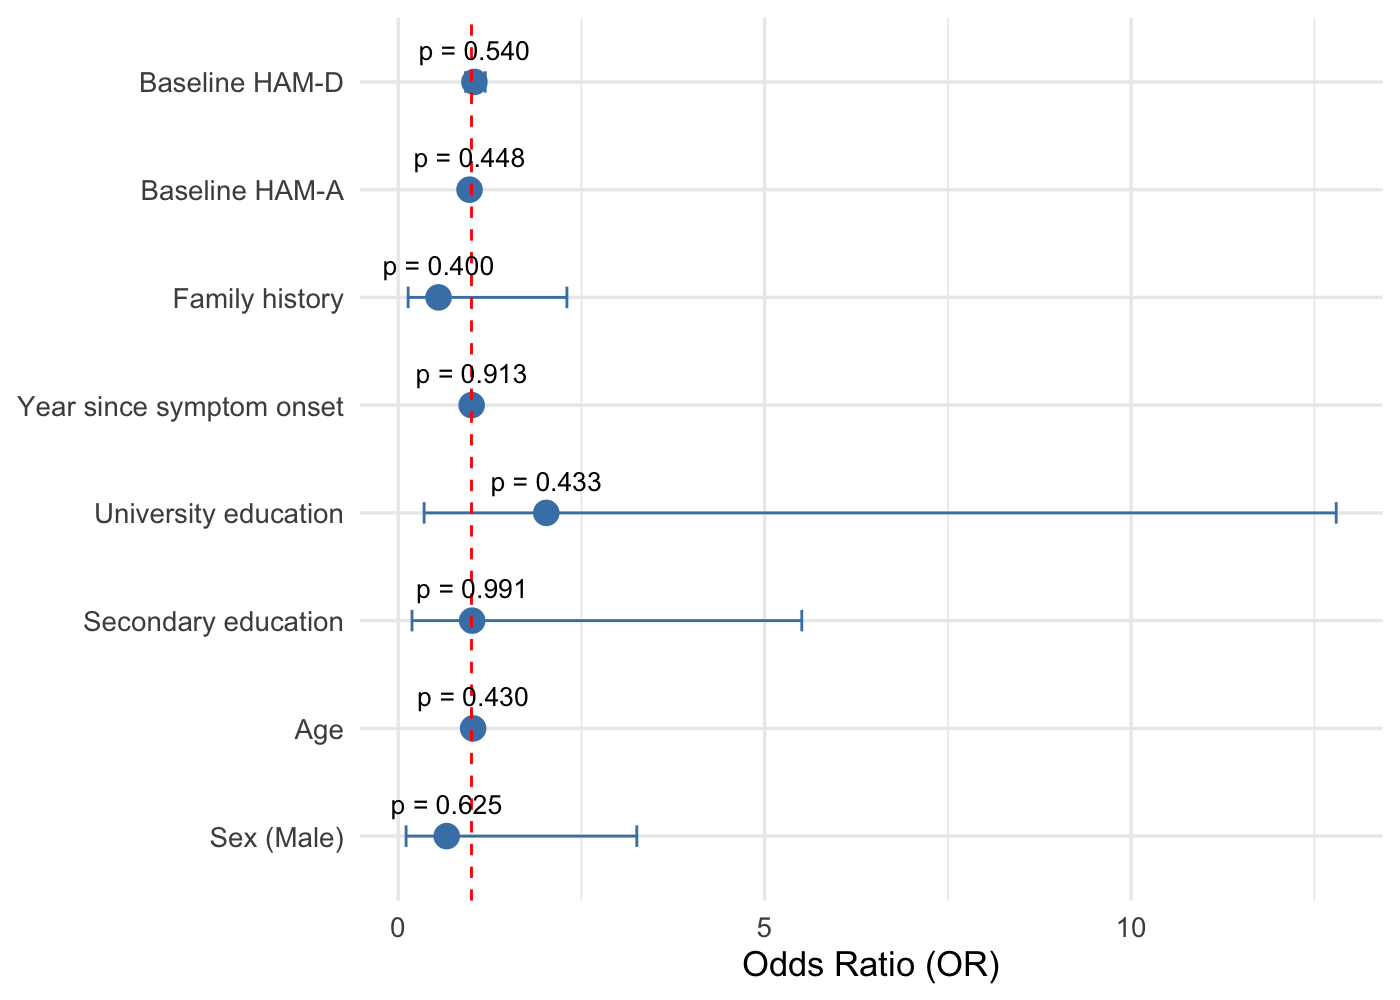 p = 0.540
Baseline HAM-D
p = 0.448
Baseline HAM-A
p = 0.400
Family history
p = 0.913
Year since symptom onset
p = 0.433
University education
p = 0.991
Secondary education
p = 0.430
Age
p = 0.625
Sex (Male)
0 5 10
Odds Ratio (OR)